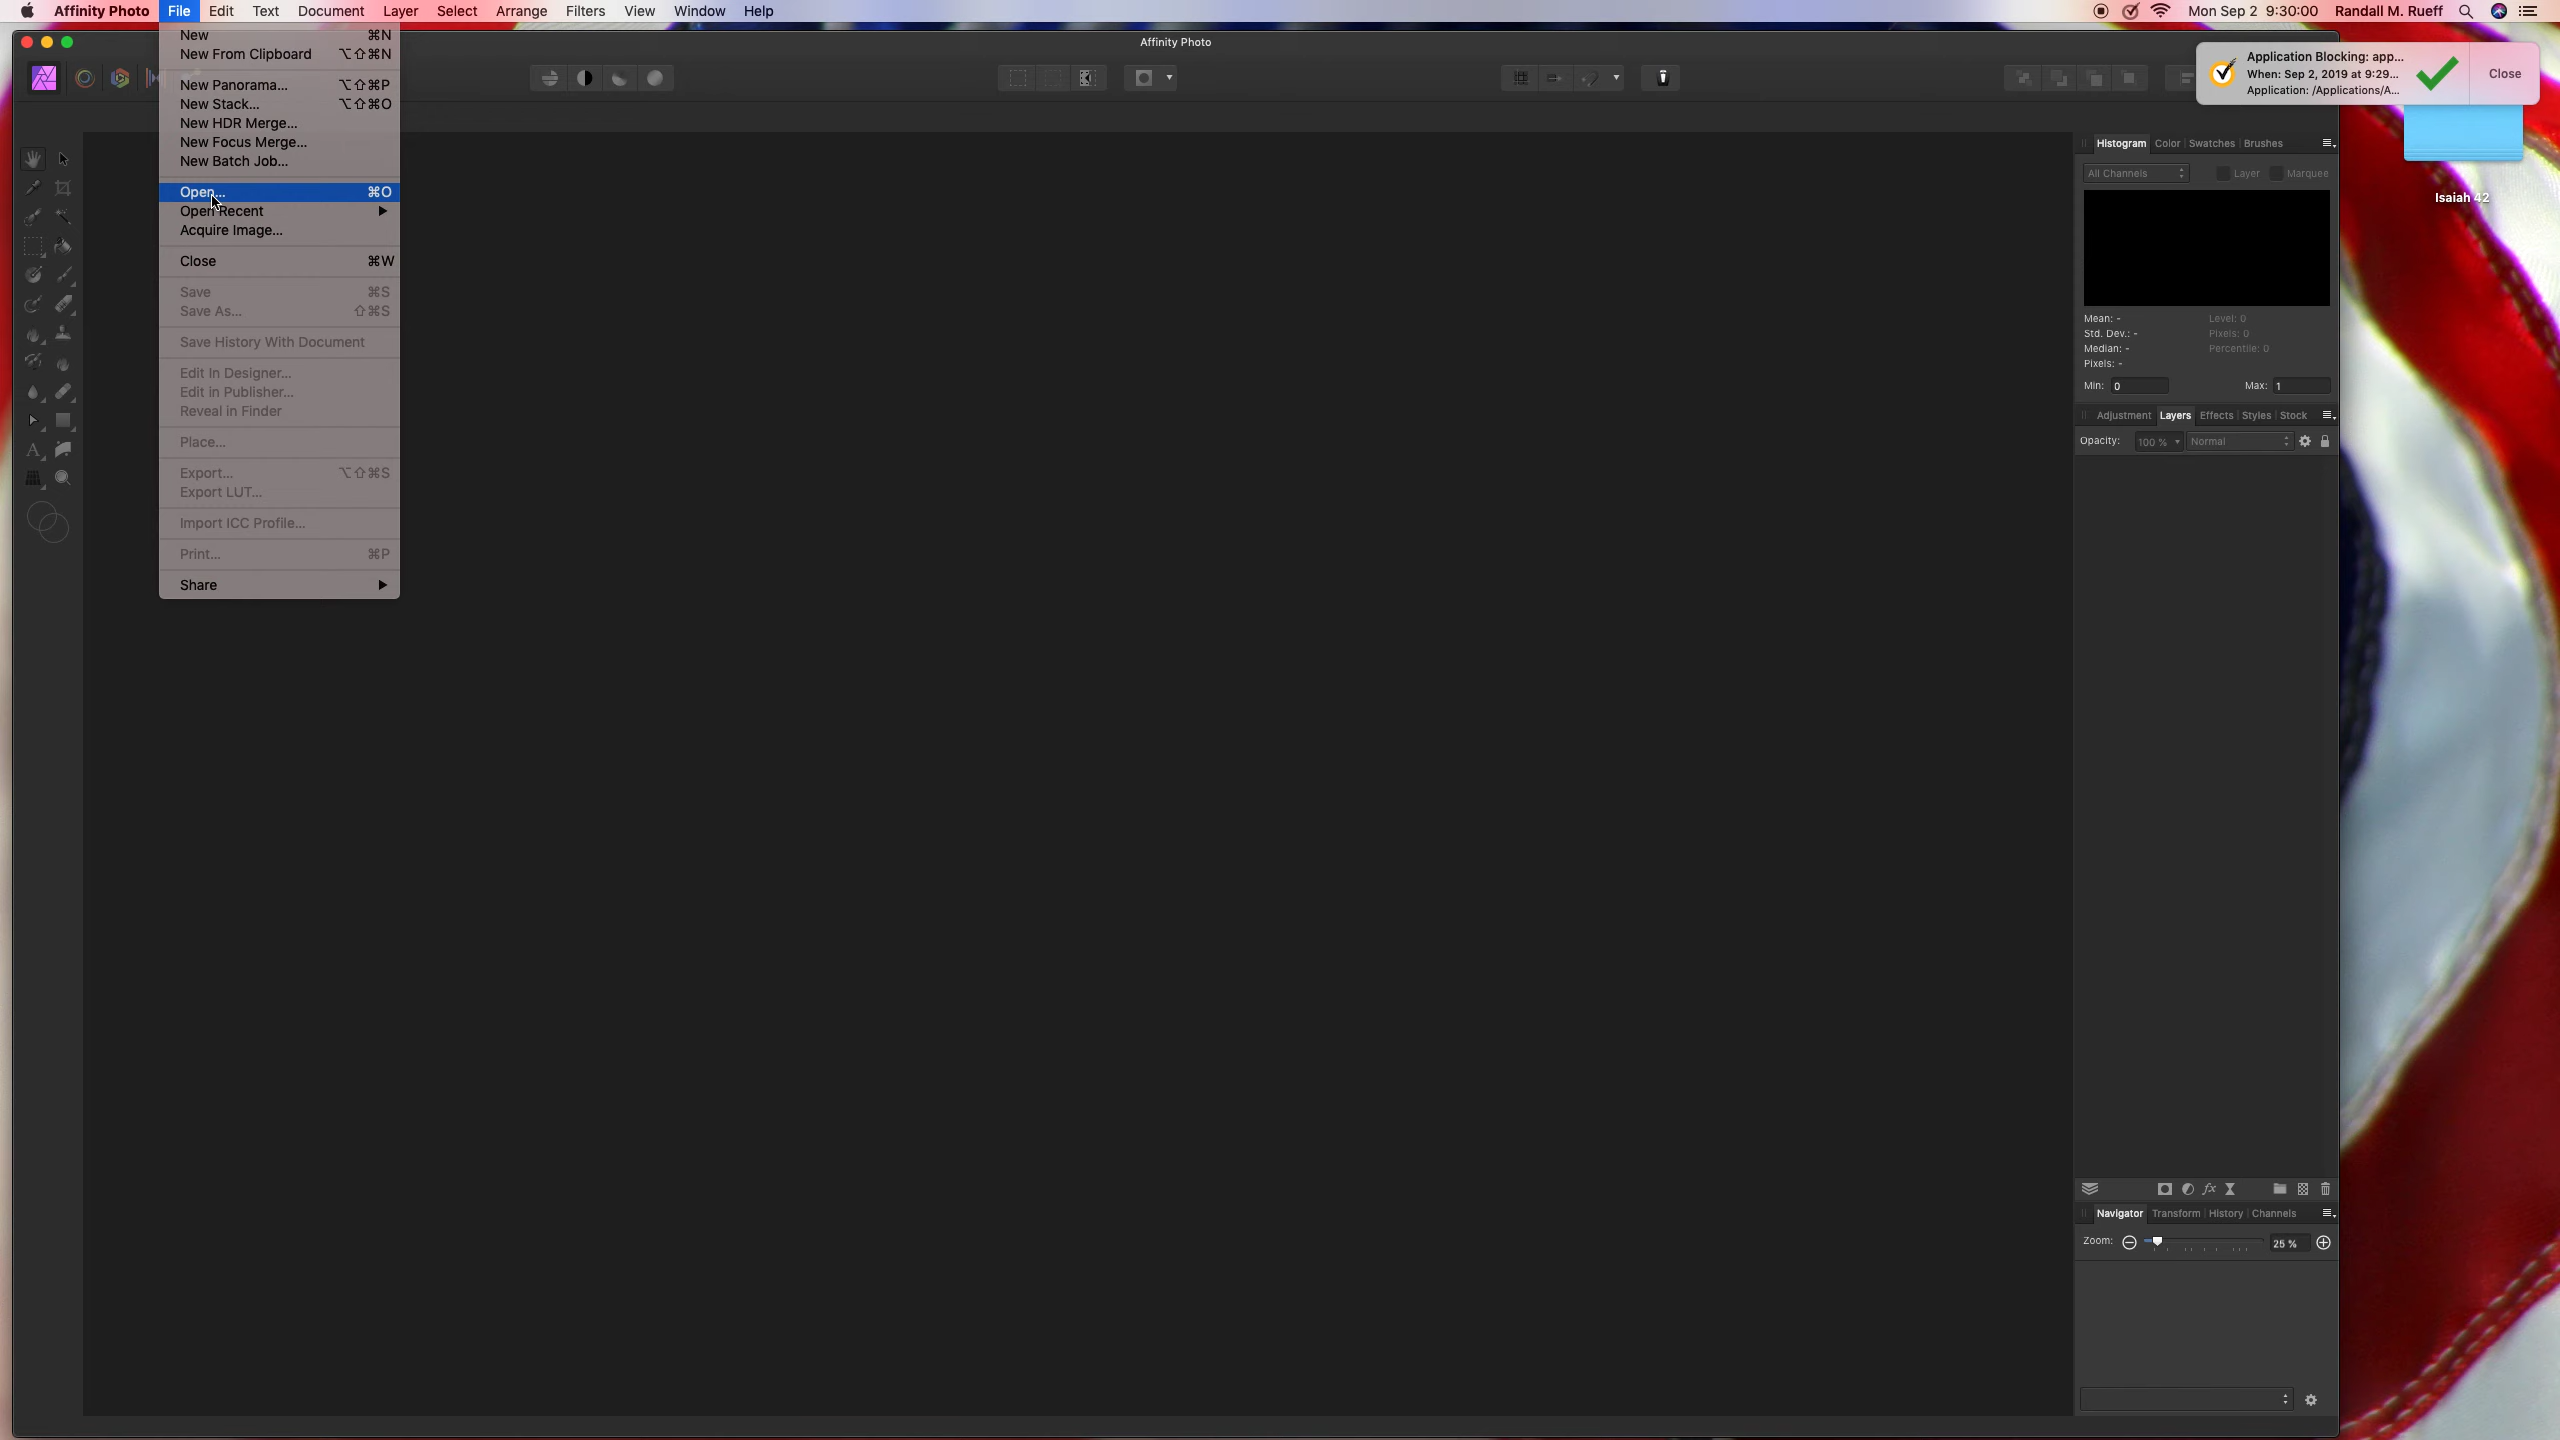 Affinity Photo File Edit Text Document Layer Select Arrange Filters View Window Help
Mon Sep 2 9:30:00 Randall M. Rueff
Affinity Photo
New ⌘N
New From Clipboard ⌥⇧⌘N
New Panorama... ⌥⇧⌘P
New Stack... ⌥⇧⌘O
New HDR Merge...
New Focus Merge...
New Batch Job...
Open... ⌘O
Open Recent
Acquire Image...
Close ⌘W
Save ⌘S
Save As... ⇧⌘S
Save History With Document
Edit In Designer...
Edit in Publisher...
Reveal in Finder
Place...
Export... ⌥⇧⌘S
Export LUT...
Import ICC Profile...
Print... ⌘P
Share
Application Blocking: app...
When: Sep 2, 2019 at 9:29...
Application: /Applications/A...
Close
Isaiah 42
Histogram Color Swatches Brushes
All Channels Layer Marquee
Mean: - Level: 0
Std. Dev.: - Pixels: 0
Median: - Percentile: 0
Pixels: -
Min: 0 Max: 1
Adjustment Layers Effects Styles Stock
Opacity: 100 % Normal
fx
Navigator Transform History Channels
Zoom: 25 %